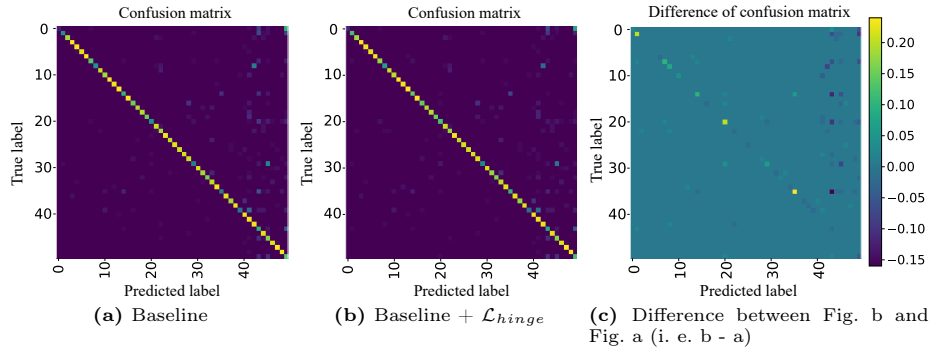 Confusion matrix
Confusion matrix
Difference of confusion matrix
0
10
20
30
40
True label
0
10
20
30
40
Predicted label
0
10
20
30
40
True label
0
10
20
30
40
Predicted label
0
10
20
30
40
True label
0
10
20
30
40
Predicted label
0.20
0.15
0.10
0.05
0.00
−0.05
−0.10
−0.15
(a) Baseline
(b) Baseline + ℒhinge
(c) Difference between Fig. b and
Fig. a (i. e. b - a)